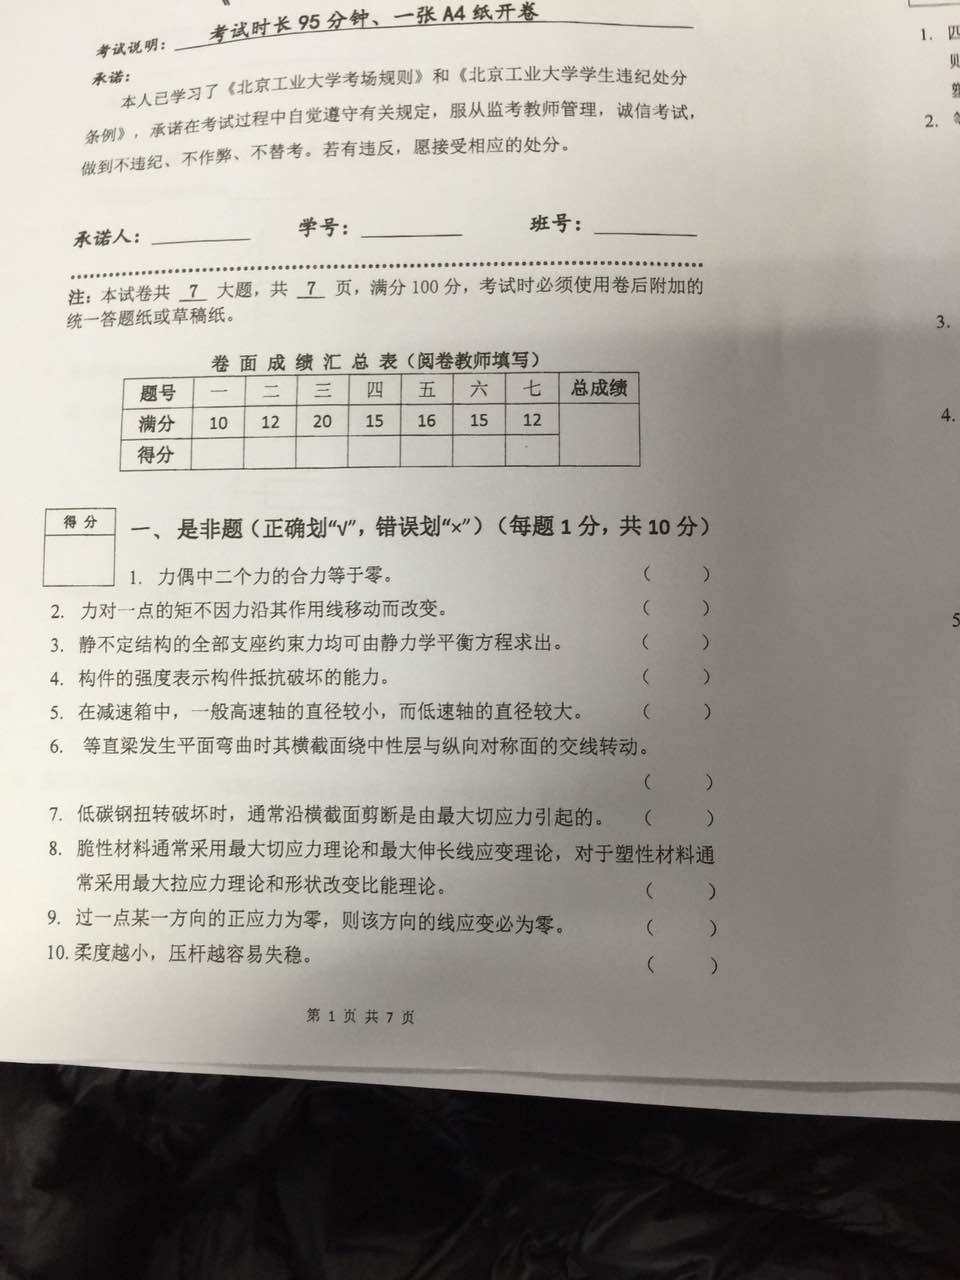 考试说明：考试时长95分钟、一张A4纸开卷
承诺：
本人已学习了《北京工业大学考场规则》和《北京工业大学学生违纪处分
条例》，承诺在考试过程中自觉遵守有关规定，服从监考教师管理，诚信考试，
做到不违纪、不作弊、不替考。若有违反，愿接受相应的处分。
承诺人：________ 学号：________ 班号：________
注：本试卷共 7 大题，共 7 页，满分100分，考试时必须使用卷后附加的
统一答题纸或草稿纸。
卷 面 成 绩 汇 总 表（阅卷教师填写）
题号 一 二 三 四 五 六 七 总成绩
满分 10 12 20 15 16 15 12
得分
得 分
一、 是非题（正确划“√”，错误划“×”）（每题1分，共10分）
1. 力偶中二个力的合力等于零。 （ ）
2. 力对一点的矩不因力沿其作用线移动而改变。 （ ）
3. 静不定结构的全部支座约束力均可由静力学平衡方程求出。 （ ）
4. 构件的强度表示构件抵抗破坏的能力。 （ ）
5. 在减速箱中，一般高速轴的直径较小，而低速轴的直径较大。 （ ）
6. 等直梁发生平面弯曲时其横截面绕中性层与纵向对称面的交线转动。
（ ）
7. 低碳钢扭转破坏时，通常沿横截面剪断是由最大切应力引起的。 （ ）
8. 脆性材料通常采用最大切应力理论和最大伸长线应变理论，对于塑性材料通
常采用最大拉应力理论和形状改变比能理论。 （ ）
9. 过一点某一方向的正应力为零，则该方向的线应变必为零。 （ ）
10. 柔度越小，压杆越容易失稳。 （ ）
第 1 页 共 7 页
1. 四
则
2.
3.
4.
5